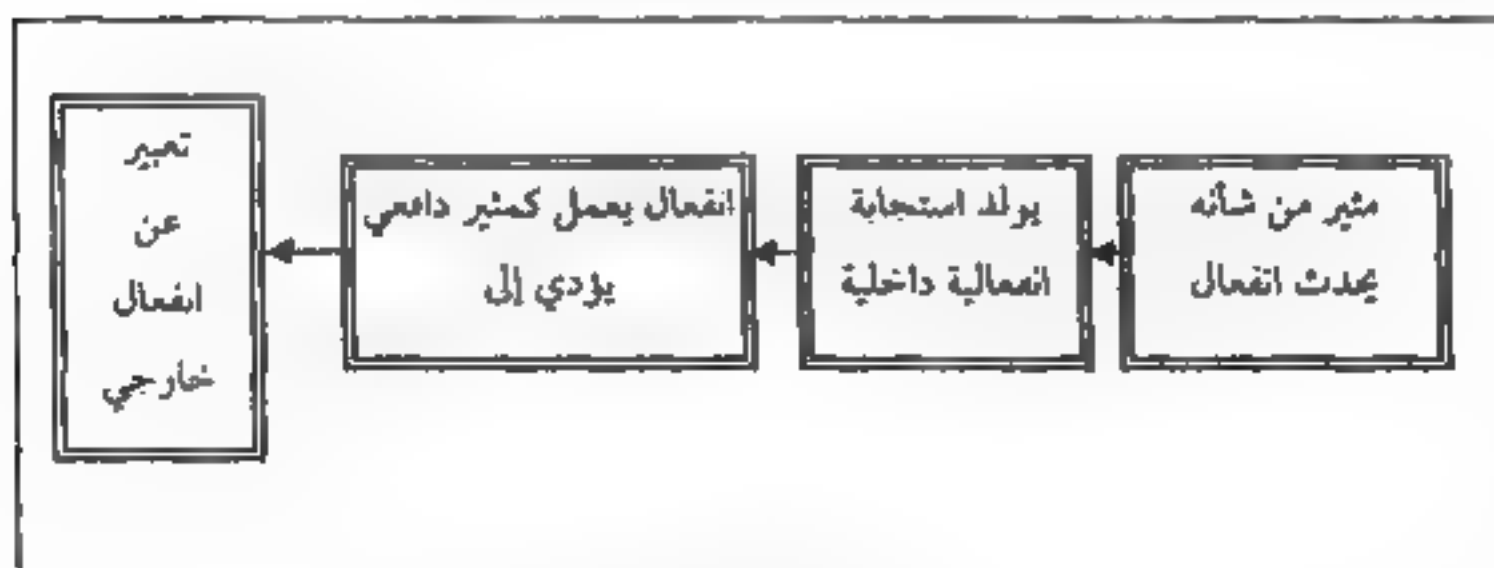 مثير من شأنه
يحدث انفعال
يولد استجابة
انفعالية داخلية
انفعال يعمل كمثير دافعي
يؤدي إلى
تعبير
عن
انفعال
خارجي